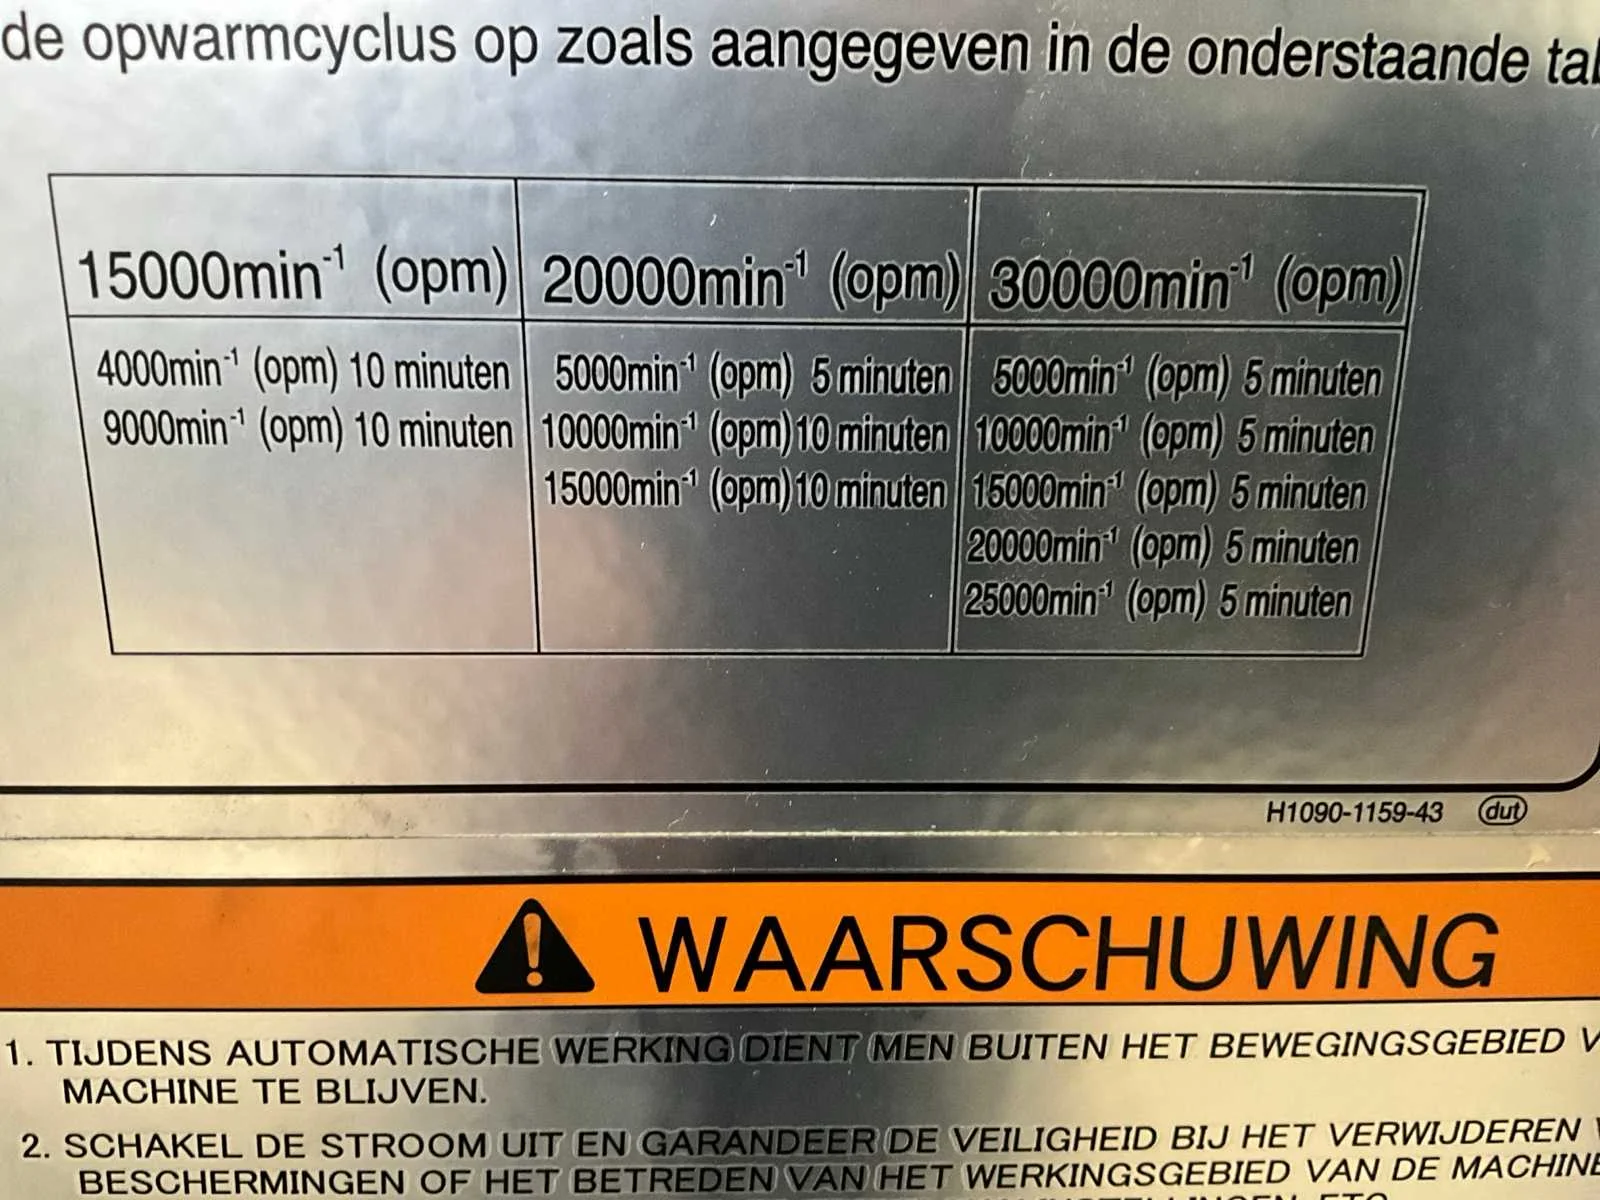 de opwarmcyclus op zoals aangegeven in de onderstaande
15000min⁻¹ (opm) 20000min⁻¹ (opm) 30000min⁻¹ (opm)
4000min⁻¹ (opm) 10 minuten 5000min⁻¹ (opm) 5 minuten 5000min⁻¹ (opm) 5 minuten
9000min⁻¹ (opm) 10 minuten 10000min⁻¹ (opm) 10 minuten 10000min⁻¹ (opm) 5 minuten
15000min⁻¹ (opm) 10 minuten 15000min⁻¹ (opm) 5 minuten
20000min⁻¹ (opm) 5 minuten
25000min⁻¹ (opm) 5 minuten
H1090-1159-43 dut
WAARSCHUWING
1. TIJDENS AUTOMATISCHE WERKING DIENT MEN BUITEN HET BEWEGINGSGEBIED
MACHINE TE BLIJVEN.
2. SCHAKEL DE STROOM UIT EN GARANDEER DE VEILIGHEID BIJ HET VERWIJDEREN
BESCHERMINGEN OF HET BETREDEN VAN HET WERKINGSGEBIED VAN DE MACHINE